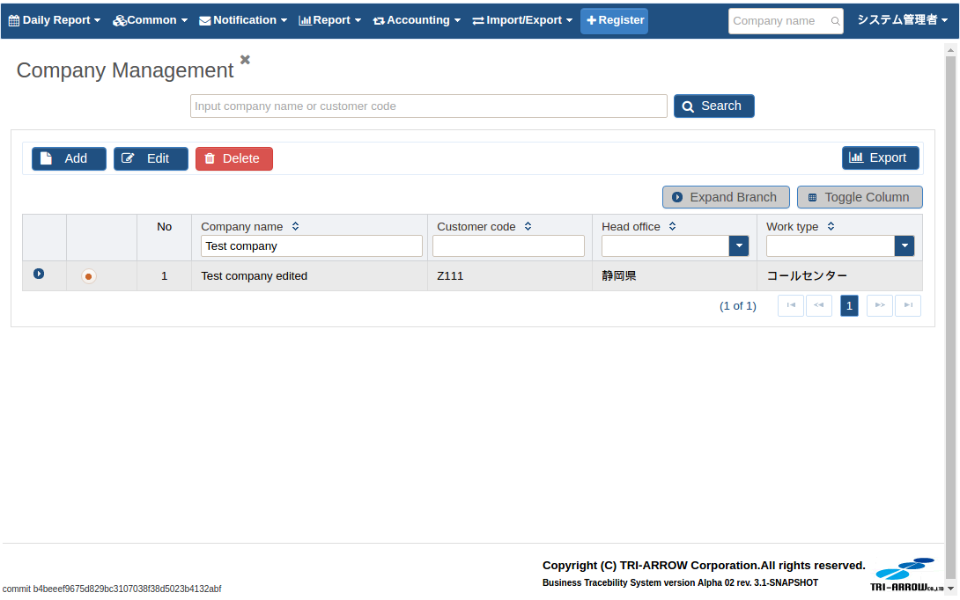 Daily Report Common Notification Report Accounting Import/Export Register Company name システム管理者
Company Management
Input company name or customer code Search
Add Edit Delete Export
Expand Branch Toggle Column
No Company name Customer code Head office Work type
Test company
1 Test company edited Z111 静岡県 コールセンター
(1 of 1) 1
Copyright (C) TRI-ARROW Corporation.All rights reserved.
Business Tracebility System version Alpha 02 rev. 3.1-SNAPSHOT
TRI-ARROW CO.,LTD
commit b4beeef9675d829bc3107038f38d5023b4132abf